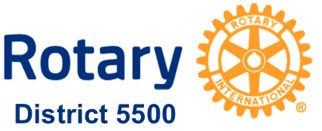 Rotary
District 5500
ROTARY
INTERNATIONAL
®